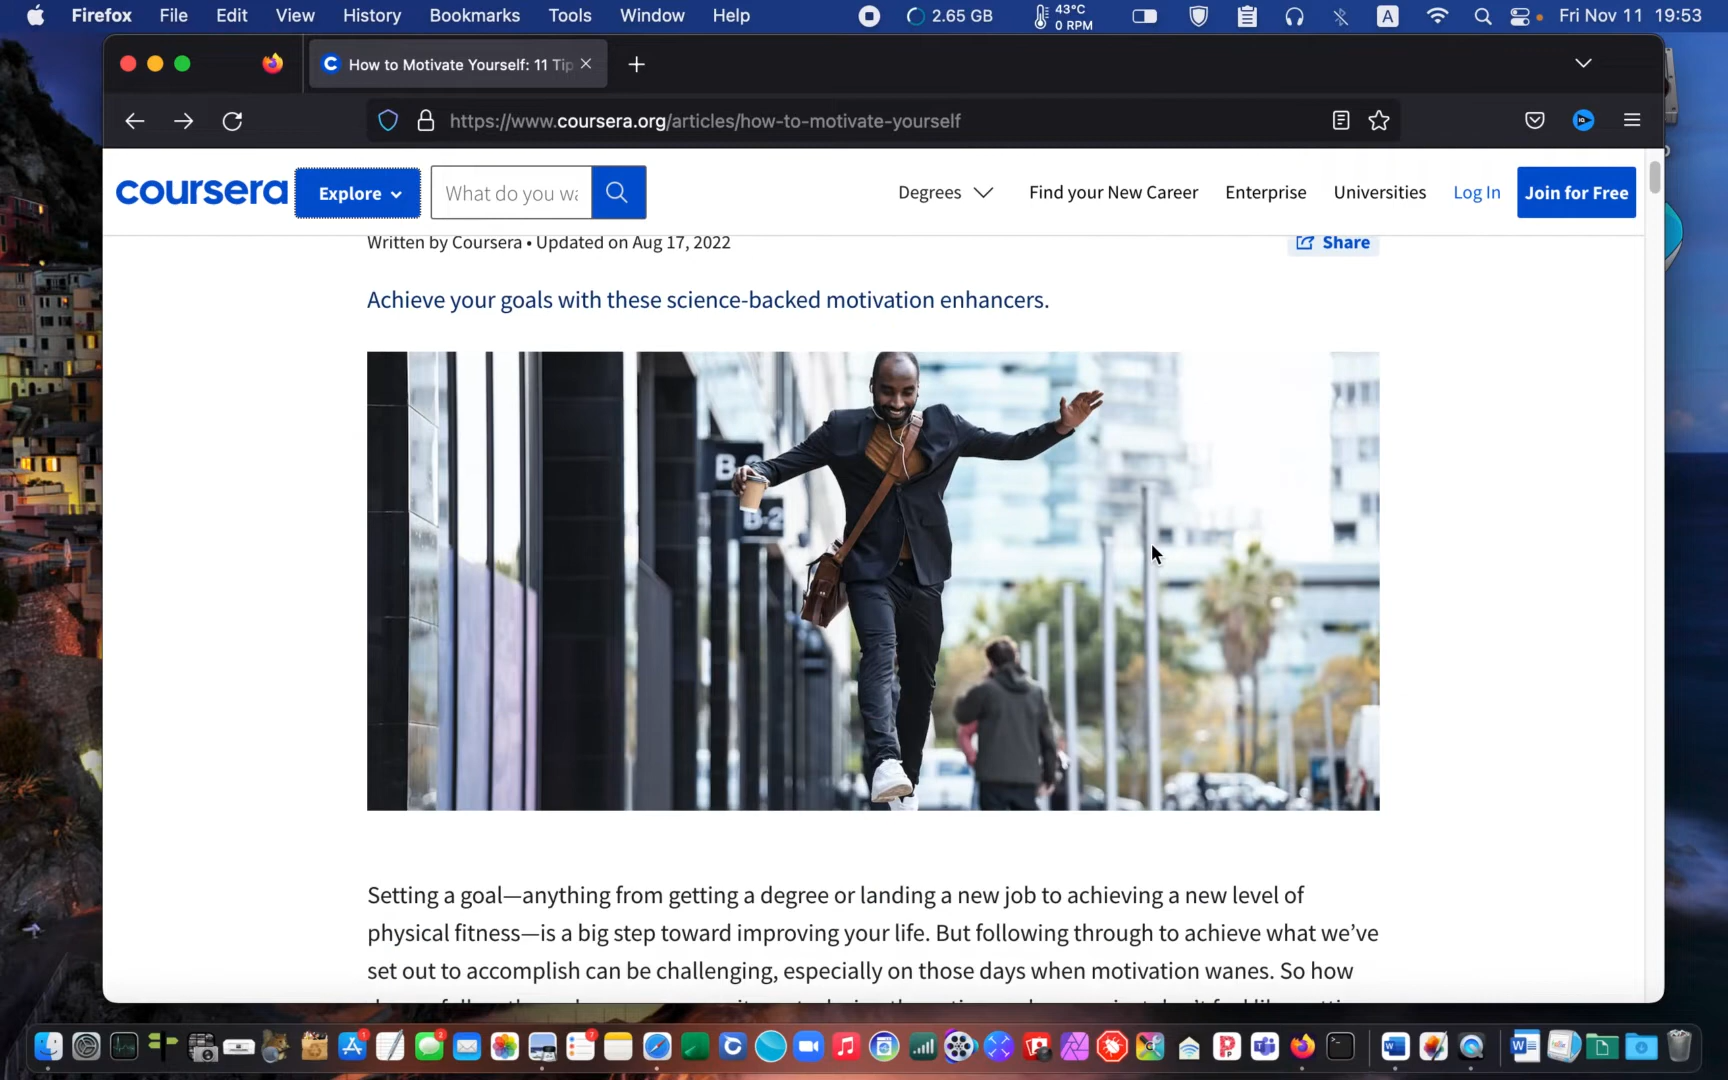 Firefox File Edit View History Bookmarks Tools Window Help 2.65 GB 43°C 0 RPM A Fri Nov 11 19:53
C How to Motivate Yourself: 11 Tip
https://www.coursera.org/articles/how-to-motivate-yourself
coursera Explore What do you wa Degrees Find your New Career Enterprise Universities Log In Join for Free
Written by Coursera • Updated on Aug 17, 2022 Share
Achieve your goals with these science-backed motivation enhancers.
B-2
Setting a goal—anything from getting a degree or landing a new job to achieving a new level of
physical fitness—is a big step toward improving your life. But following through to achieve what we’ve
set out to accomplish can be challenging, especially on those days when motivation wanes. So how